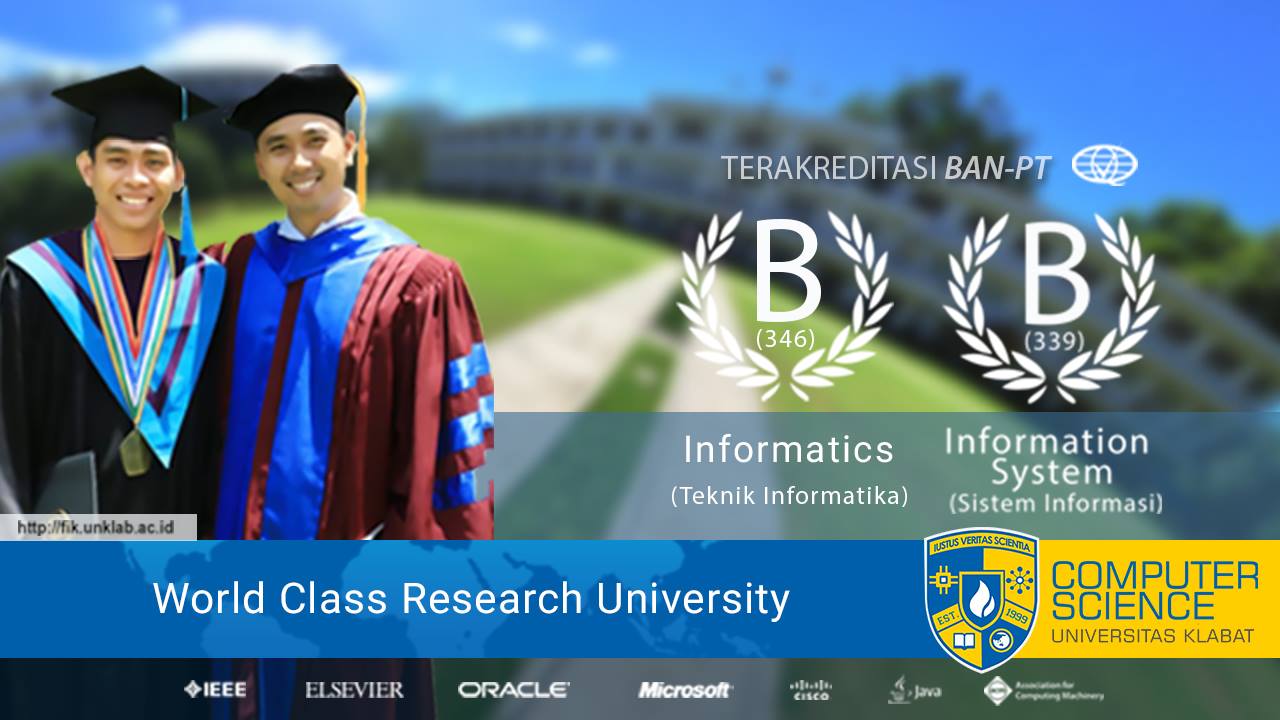 TERAKREDITASI BAN-PT
B
(346)
B
(339)
Informatics
(Teknik Informatika)
Information
System
(Sistem Informasi)
http://fik.unklab.ac.id
World Class Research University
IUSTUS VERITAS SCIENTIA
EST. 1999
COMPUTER
SCIENCE
UNIVERSITAS KLABAT
IEEE
ELSEVIER
ORACLE
Microsoft
CISCO
Java
acm
Association for
Computing Machinery